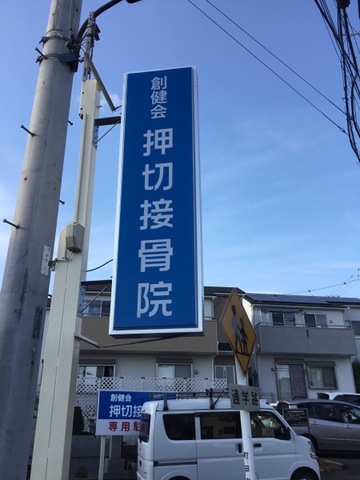 創健会
押切接骨院
創健会
押切接
専用駐
通学路